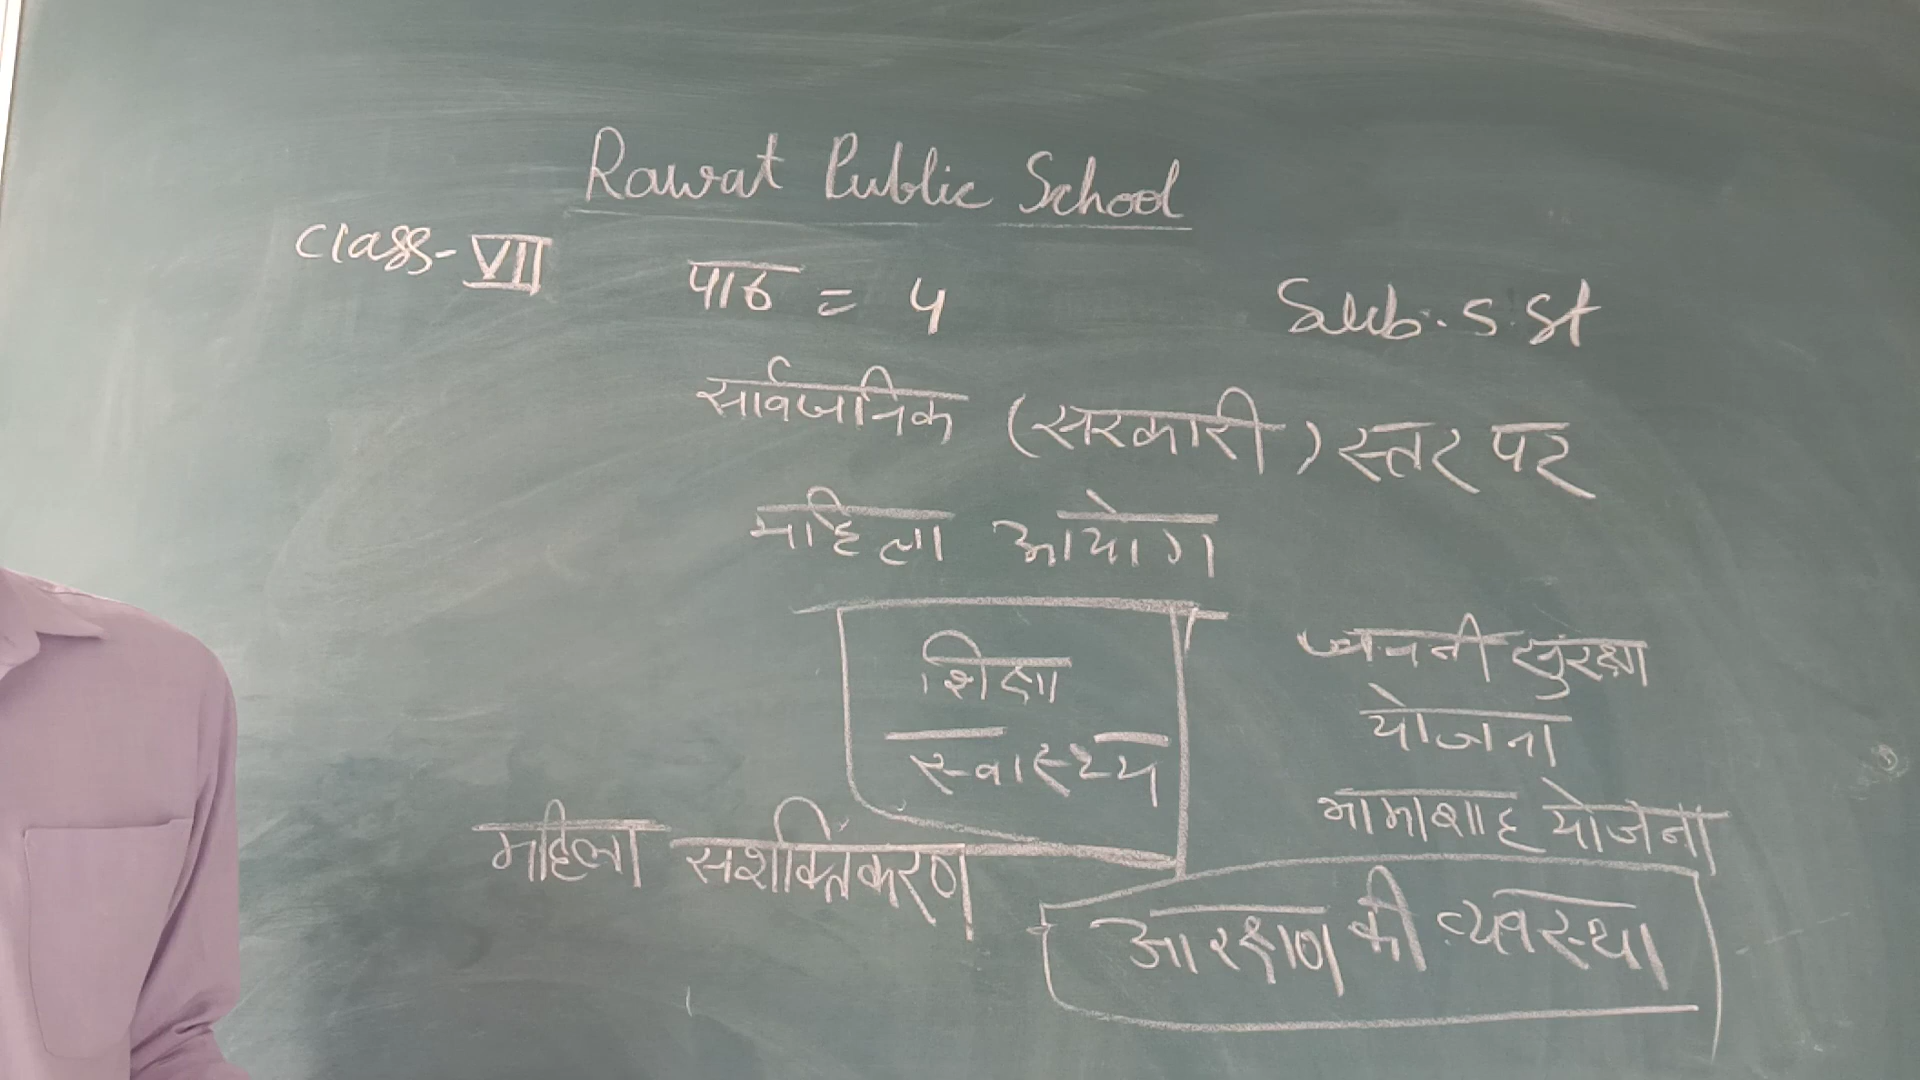 Rawat Public School
Class-VII
पाठ = 4
Sub. S.St
सार्वजनिक (सरकारी) स्तर पर
महिला आयोग
शिक्षा
स्वास्थ्य
जननी सुरक्षा
योजना
भामाशाह योजना
महिला सशक्तिकरण
आरक्षण की व्यवस्था